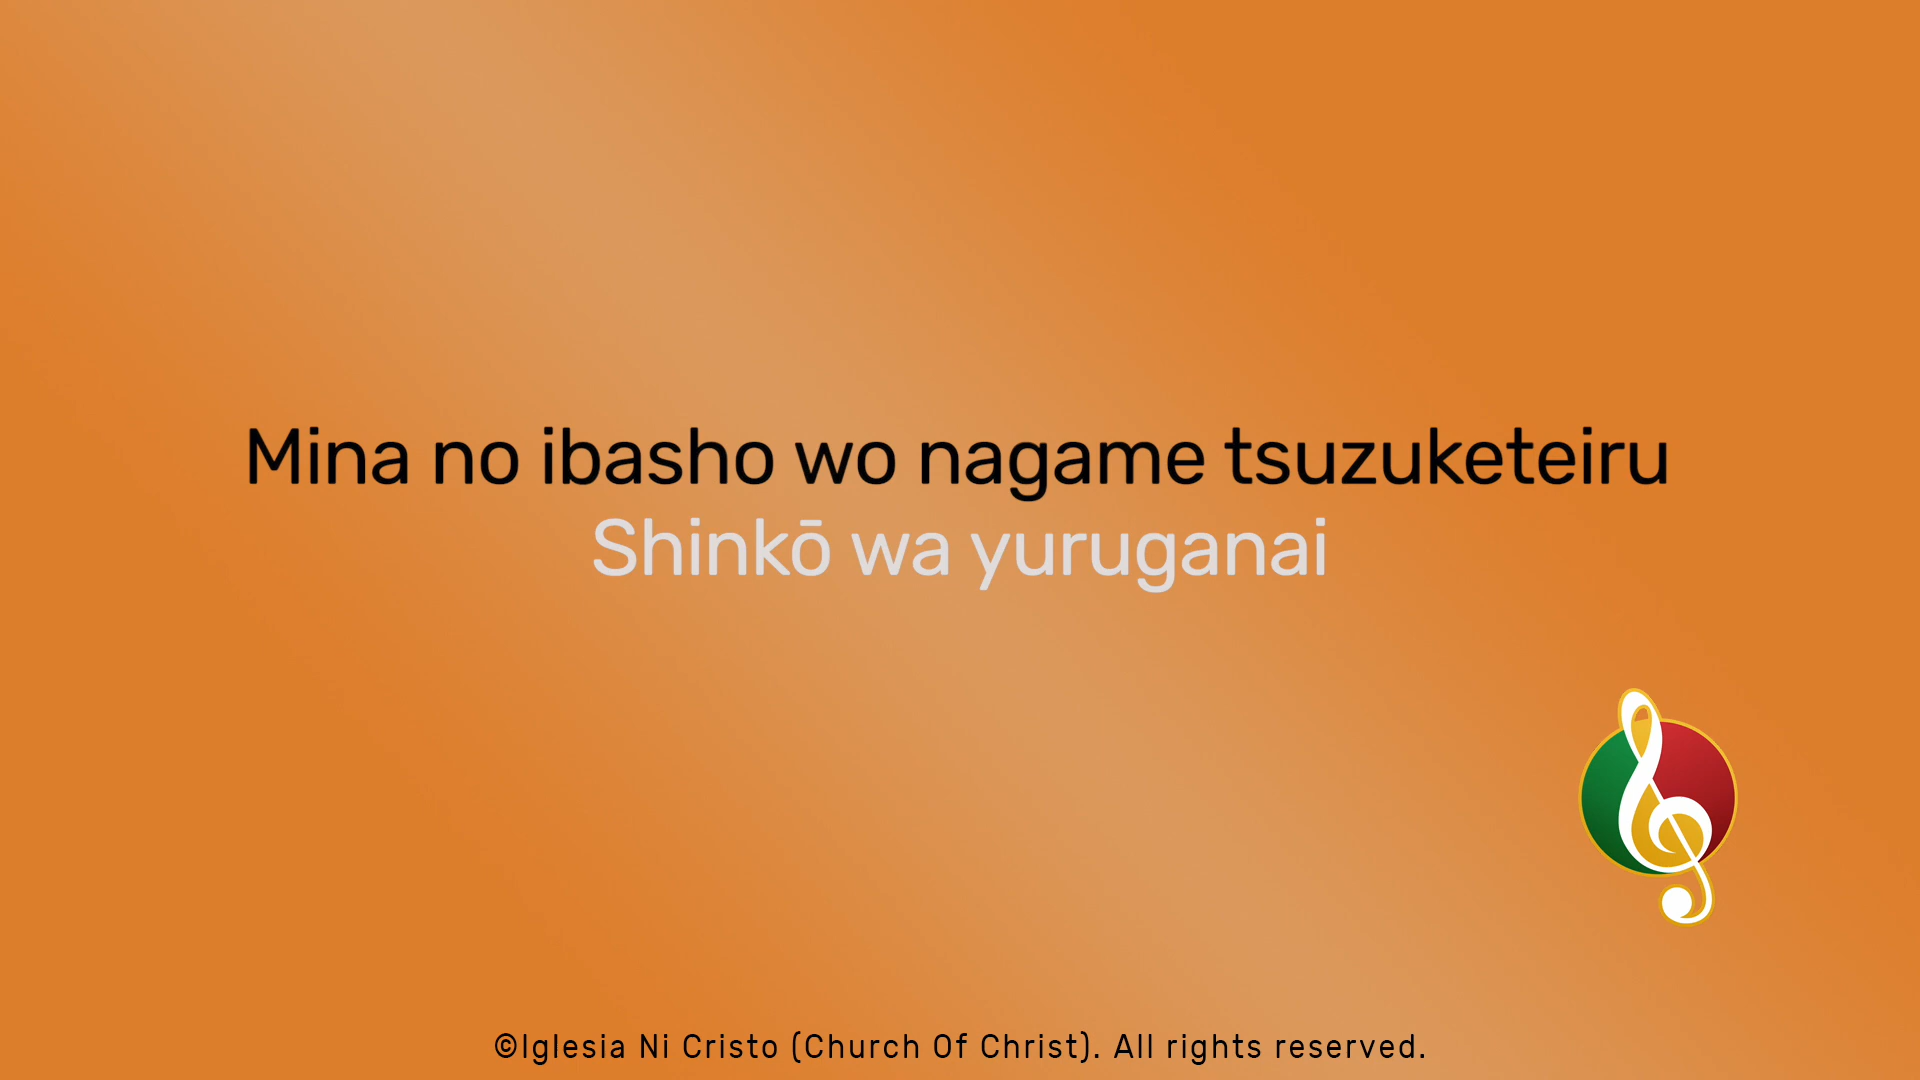 Mina no ibasho wo nagame tsuzuketeiru
Shinkō wa yuruganai
©Iglesia Ni Cristo (Church Of Christ). All rights reserved.